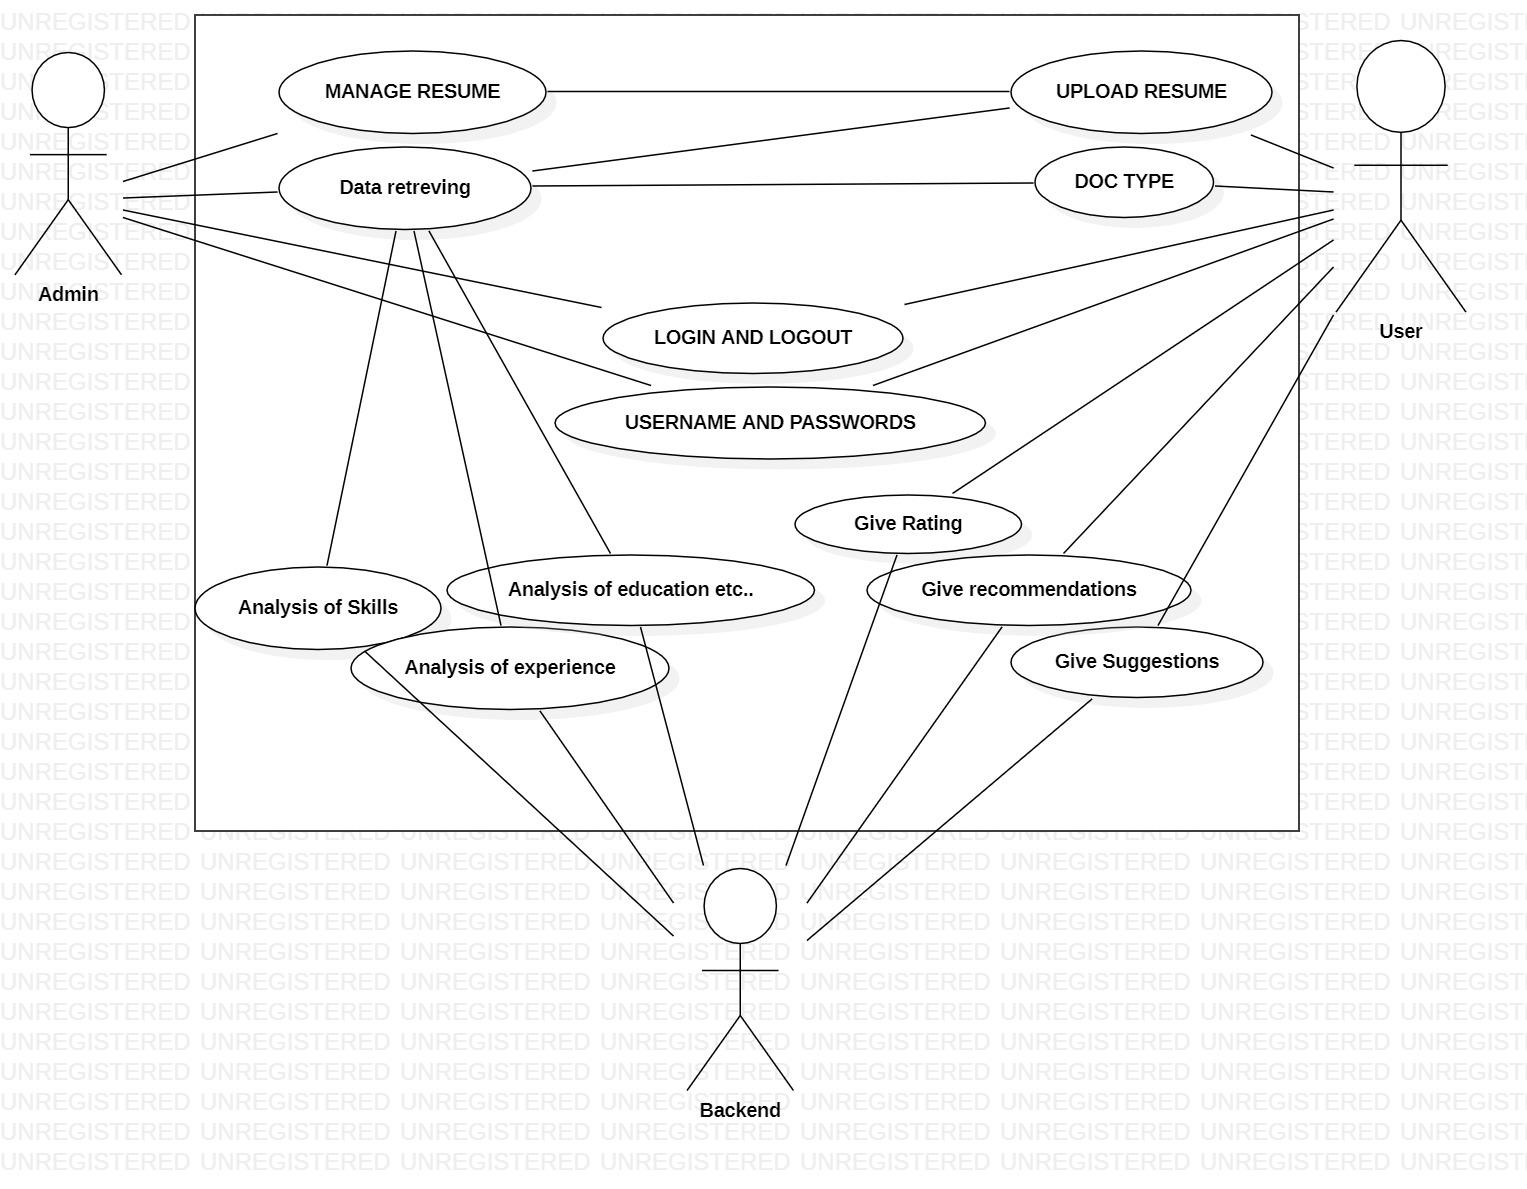 MANAGE RESUME
UPLOAD RESUME
Data retreving
DOC TYPE
Admin
User
LOGIN AND LOGOUT
USERNAME AND PASSWORDS
Give Rating
Analysis of education etc..
Give recommendations
Analysis of Skills
Analysis of experience
Give Suggestions
Backend
UNREGISTERED